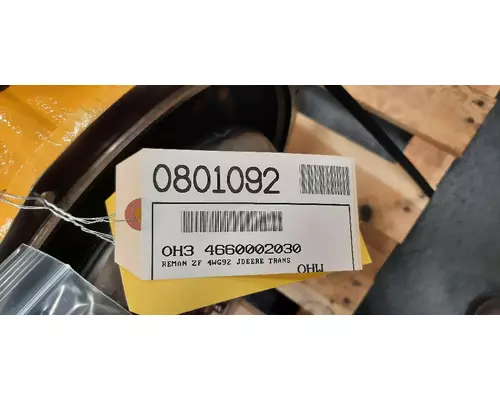 0801092
OH3 4660002030
REMAN ZF 4WG92 JDEERE TRANS
OHW